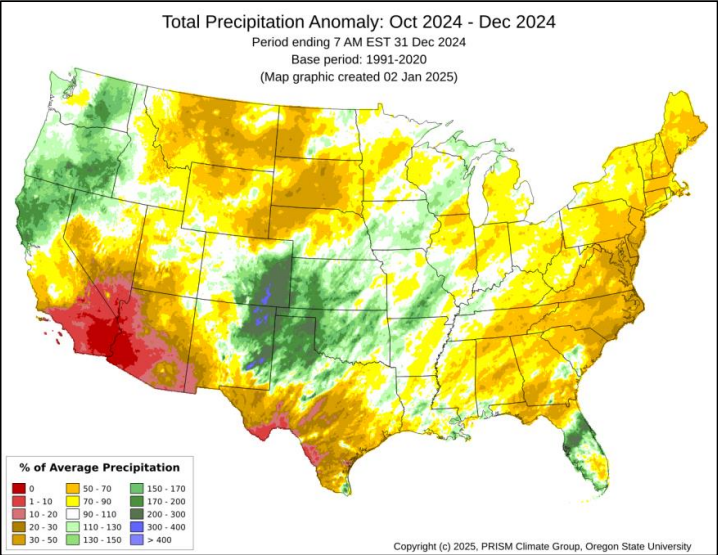 Total Precipitation Anomaly: Oct 2024 - Dec 2024
Period ending 7 AM EST 31 Dec 2024
Base period: 1991-2020
(Map graphic created 02 Jan 2025)
% of Average Precipitation
0 50 - 70 150 - 170
1 - 10 70 - 90 170 - 200
10 - 20 90 - 110 200 - 300
20 - 30 110 - 130 300 - 400
30 - 50 130 - 150 > 400
Copyright (c) 2025, PRISM Climate Group, Oregon State University